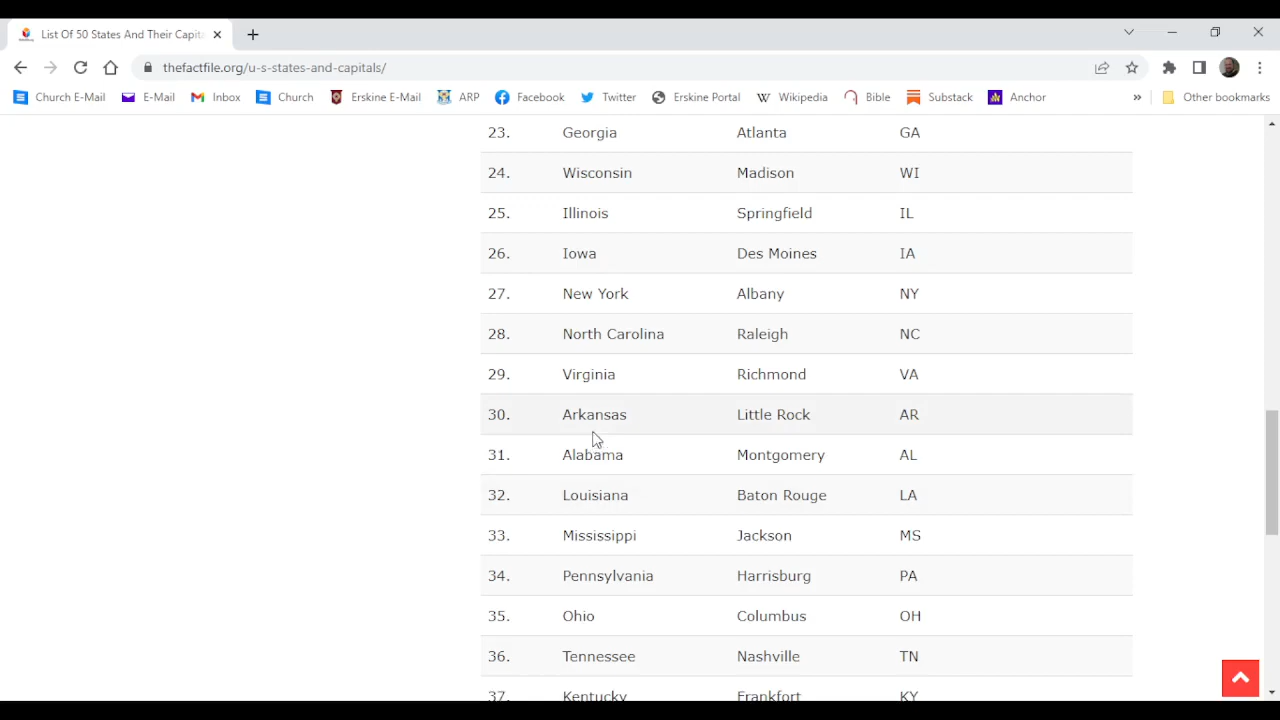 List Of 50 States And Their Capita
thefactfile.org/u-s-states-and-capitals/
Church E-Mail E-Mail Inbox Church Erskine E-Mail ARP Facebook Twitter Erskine Portal Wikipedia Bible Substack Anchor » Other bookmarks
23. Georgia Atlanta GA
24. Wisconsin Madison WI
25. Illinois Springfield IL
26. Iowa Des Moines IA
27. New York Albany NY
28. North Carolina Raleigh NC
29. Virginia Richmond VA
30. Arkansas Little Rock AR
31. Alabama Montgomery AL
32. Louisiana Baton Rouge LA
33. Mississippi Jackson MS
34. Pennsylvania Harrisburg PA
35. Ohio Columbus OH
36. Tennessee Nashville TN
37. Kentucky Frankfort KY